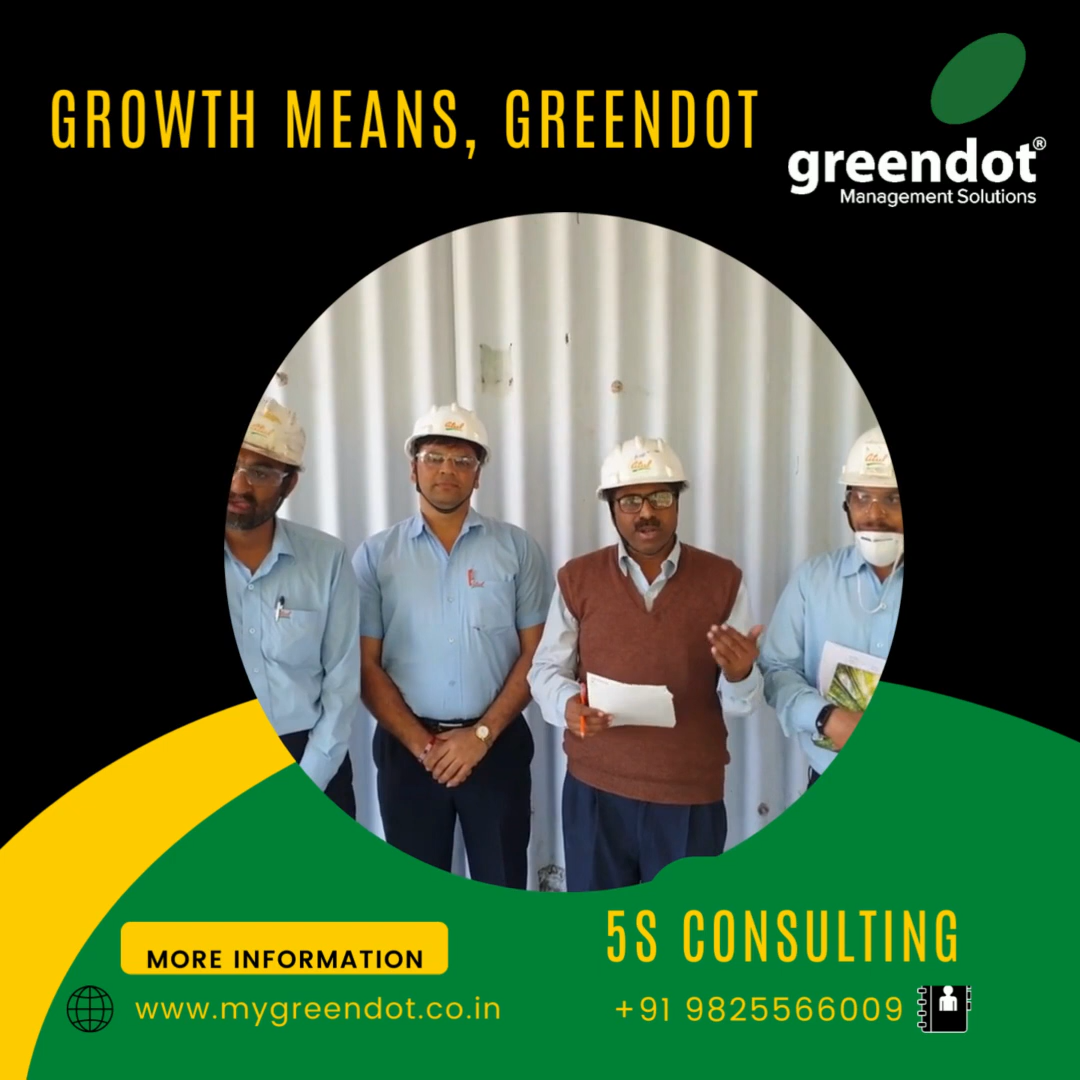 GROWTH MEANS, GREENDOT
greendot®
Management Solutions
MORE INFORMATION
www.mygreendot.co.in
5S CONSULTING
+91 9825566009